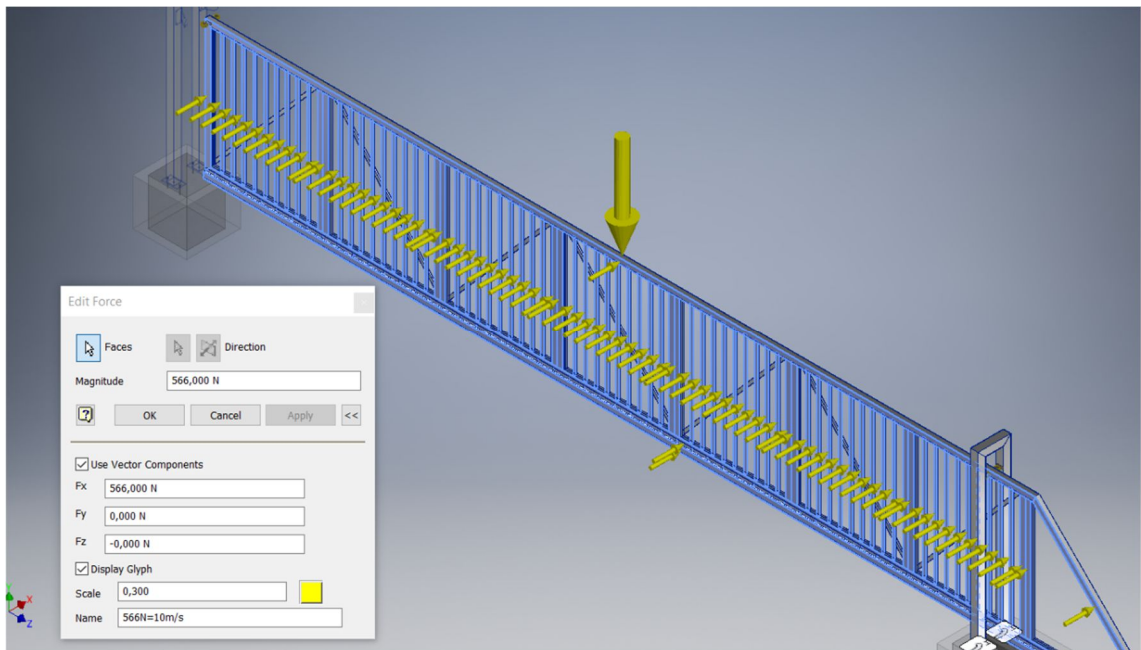 Edit Force
Faces
Direction
Magnitude
566,000 N
OK
Cancel
Apply
<<
Use Vector Components
Fx
566,000 N
Fy
0,000 N
Fz
-0,000 N
Display Glyph
Scale
0,300
Name
566N=10m/s
X
Z